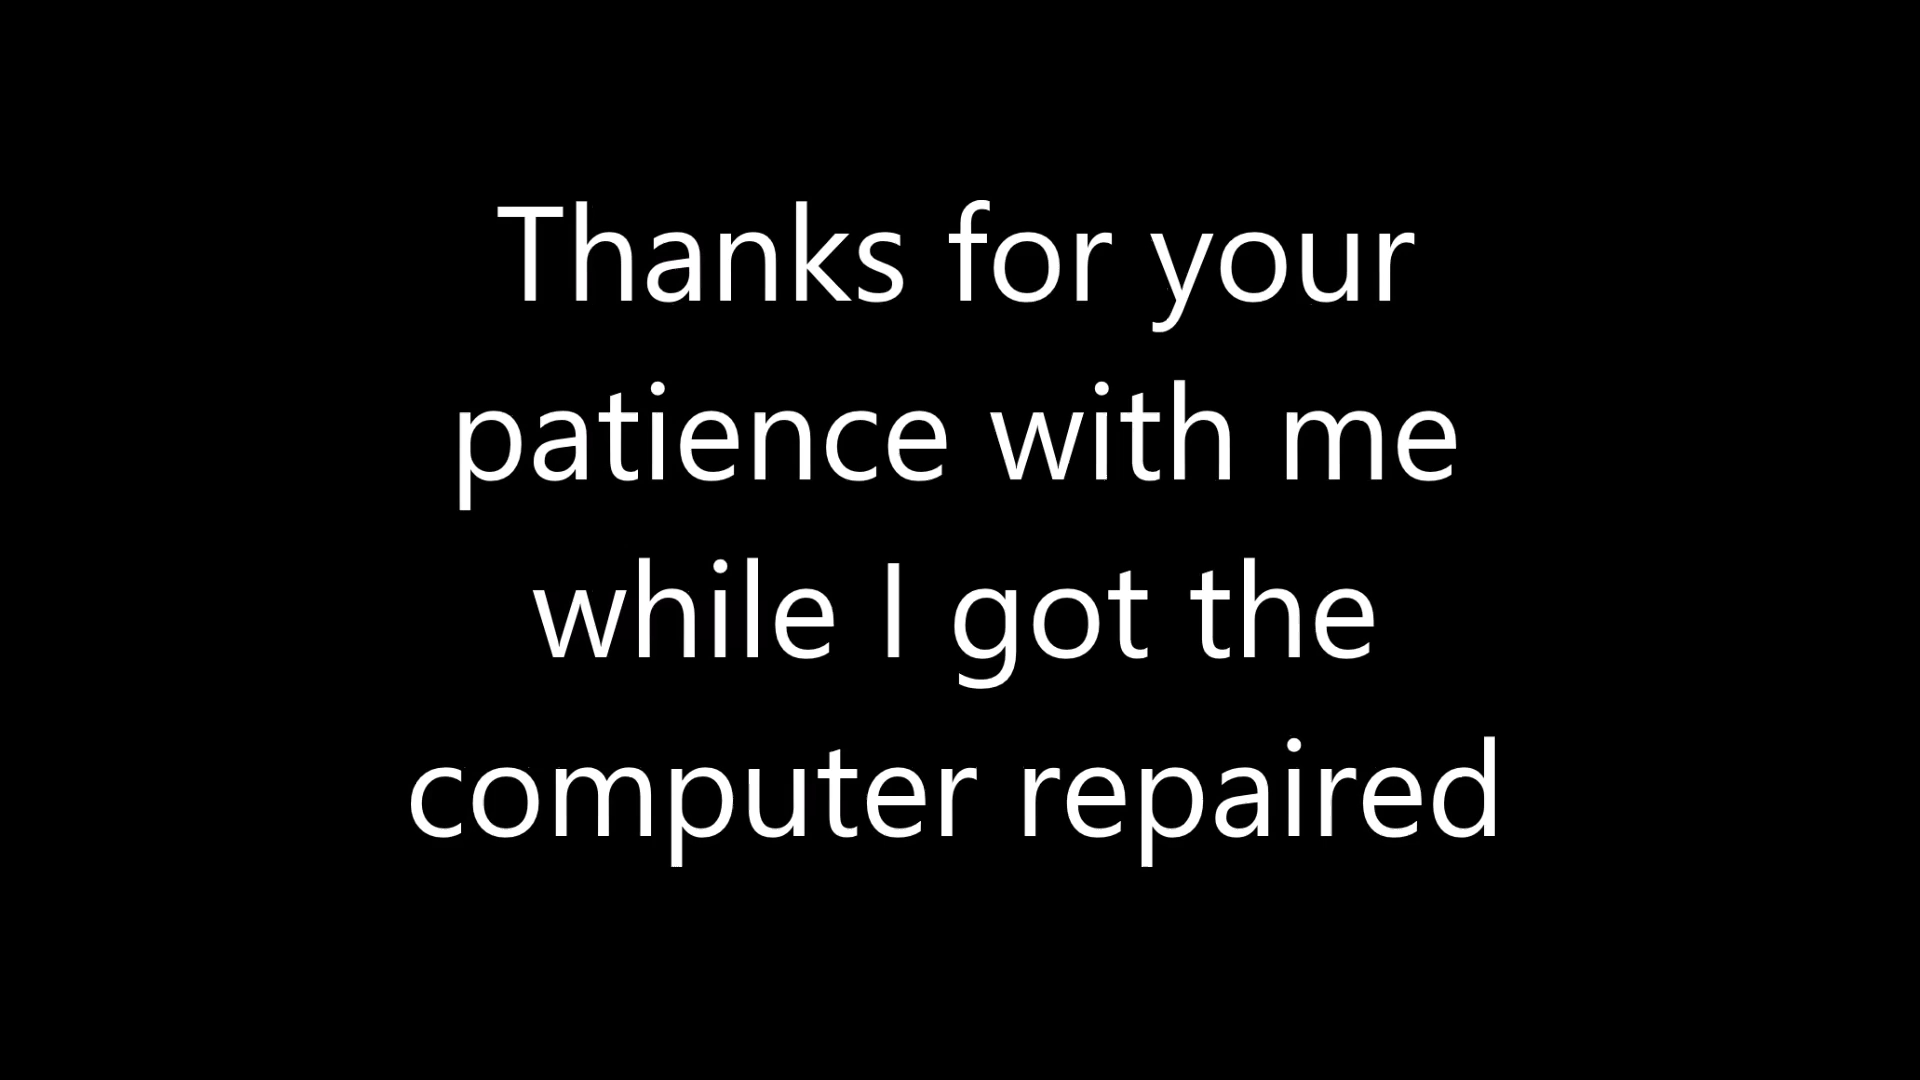 Thanks for your
patience with me
while I got the
computer repaired